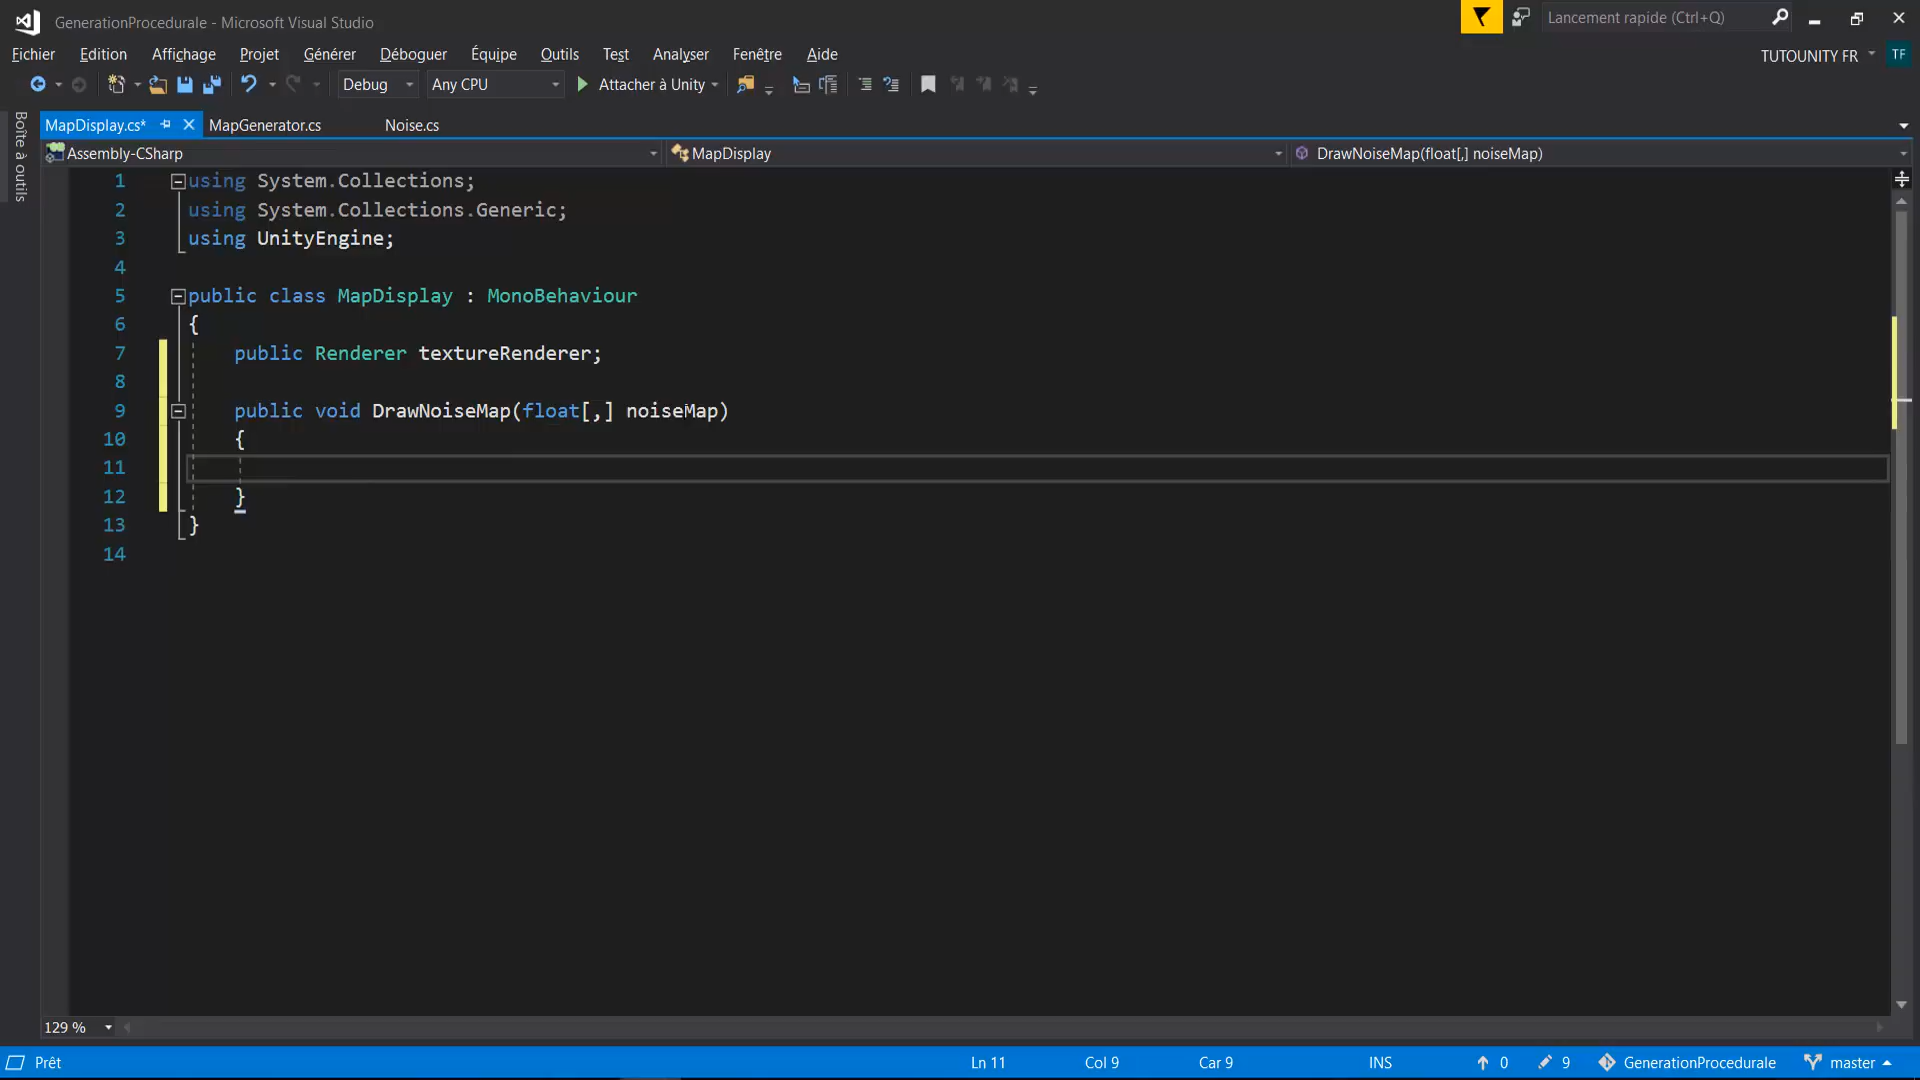 GenerationProcedurale - Microsoft Visual Studio
Lancement rapide (Ctrl+Q)
Fichier Edition Affichage Projet Générer Déboguer Équipe Outils Test Analyser Fenêtre Aide
TUTOUNITY FR TF
Debug Any CPU Attacher à Unity
Boîte à outils
MapDisplay.cs* MapGenerator.cs Noise.cs
Assembly-CSharp MapDisplay DrawNoiseMap(float[,] noiseMap)
1 using System.Collections;
2 using System.Collections.Generic;
3 using UnityEngine;
4
5 public class MapDisplay : MonoBehaviour
6 {
7 public Renderer textureRenderer;
8
9 public void DrawNoiseMap(float[,] noiseMap)
10 {
11
12 }
13 }
14
129 %
Prêt Ln 11 Col 9 Car 9 INS 0 9 GenerationProcedurale master